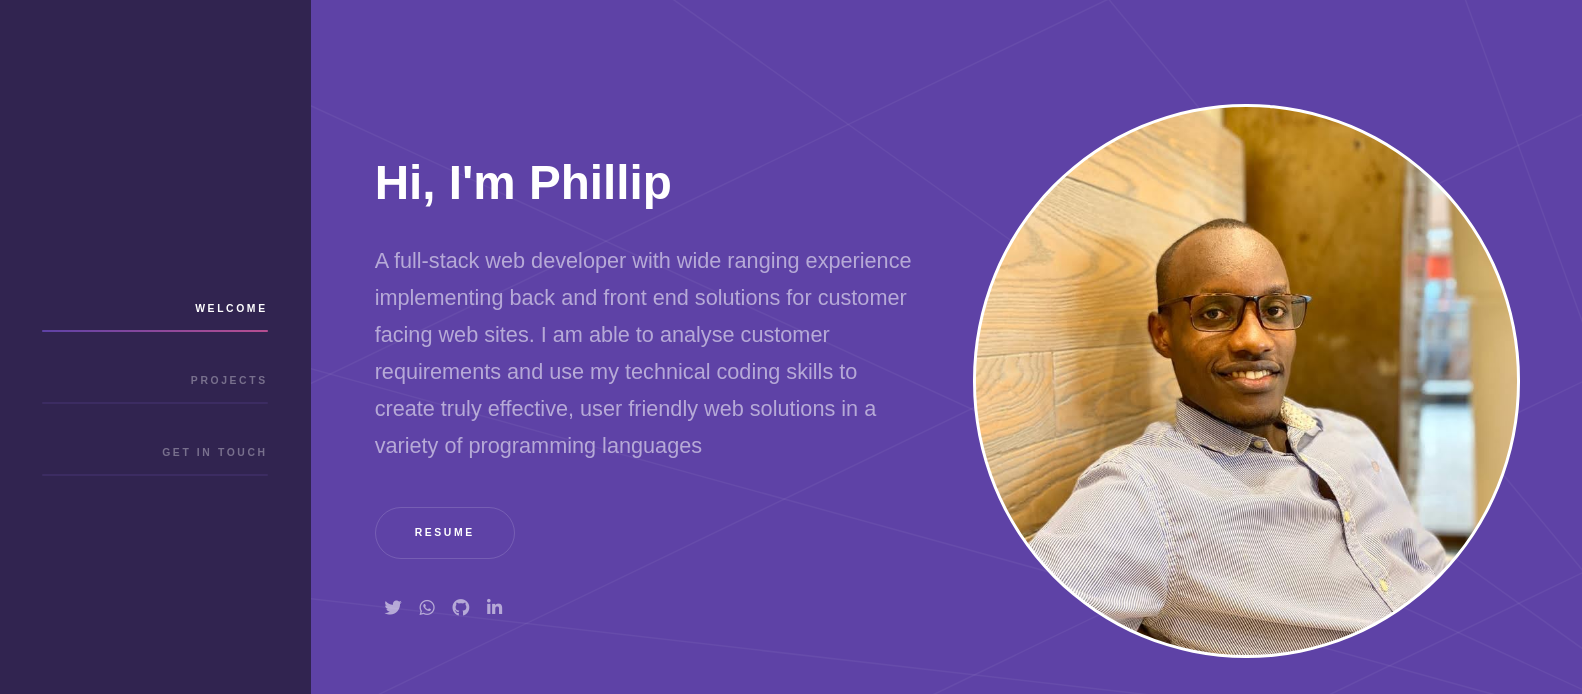 WELCOME
PROJECTS
GET IN TOUCH
Hi, I'm Phillip
A full-stack web developer with wide ranging experience
implementing back and front end solutions for customer
facing web sites. I am able to analyse customer
requirements and use my technical coding skills to
create truly effective, user friendly web solutions in a
variety of programming languages
RESUME